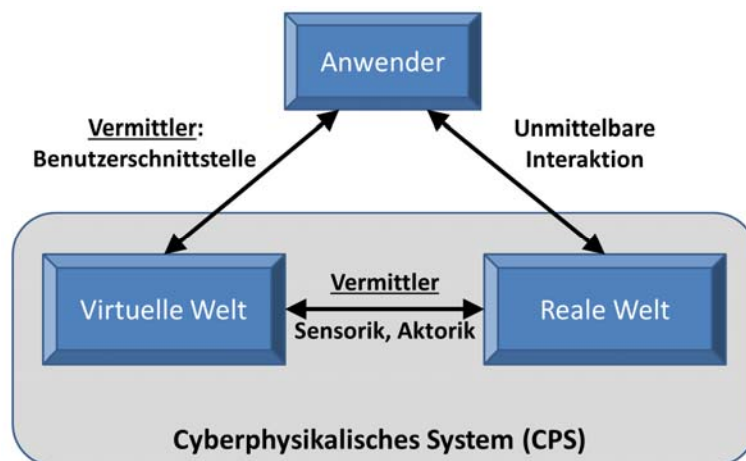 Anwender
Vermittler:
Benutzerschnittstelle
Unmittelbare
Interaktion
Virtuelle Welt
Vermittler
Sensorik, Aktorik
Reale Welt
Cyberphysikalisches System (CPS)